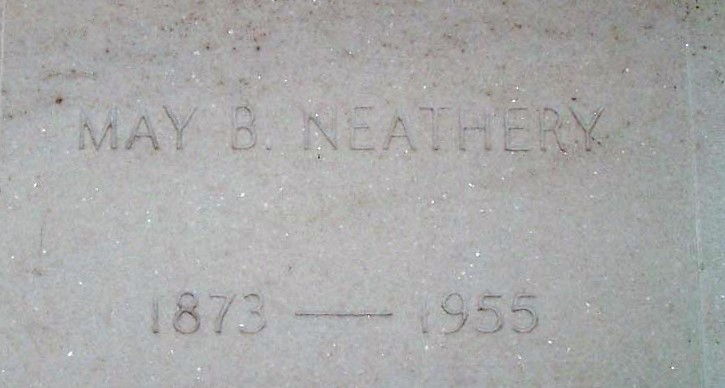 MAY B. NEATHERY
1873 — 1955